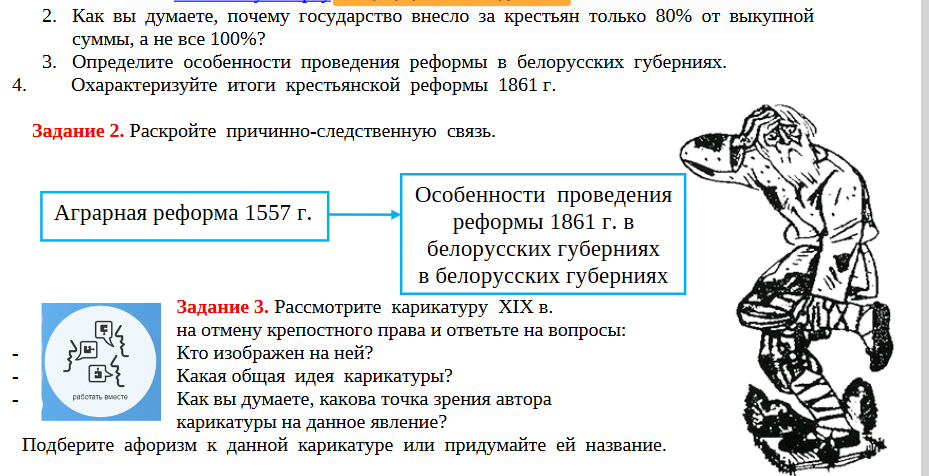 2. Как вы думаете, почему государство внесло за крестьян только 80% от выкупной
суммы, а не все 100%?
3. Определите особенности проведения реформы в белорусских губерниях.
4. Охарактеризуйте итоги крестьянской реформы 1861 г.
Задание 2. Раскройте причинно-следственную связь.
Аграрная реформа 1557 г.
Особенности проведения
реформы 1861 г. в
белорусских губерниях
в белорусских губерниях
Задание 3. Рассмотрите карикатуру XIX в.
на отмену крепостного права и ответьте на вопросы:
- Кто изображен на ней?
- Какая общая идея карикатуры?
- Как вы думаете, какова точка зрения автора
карикатуры на данное явление?
работать вместе
Подберите афоризм к данной карикатуре или придумайте ей название.